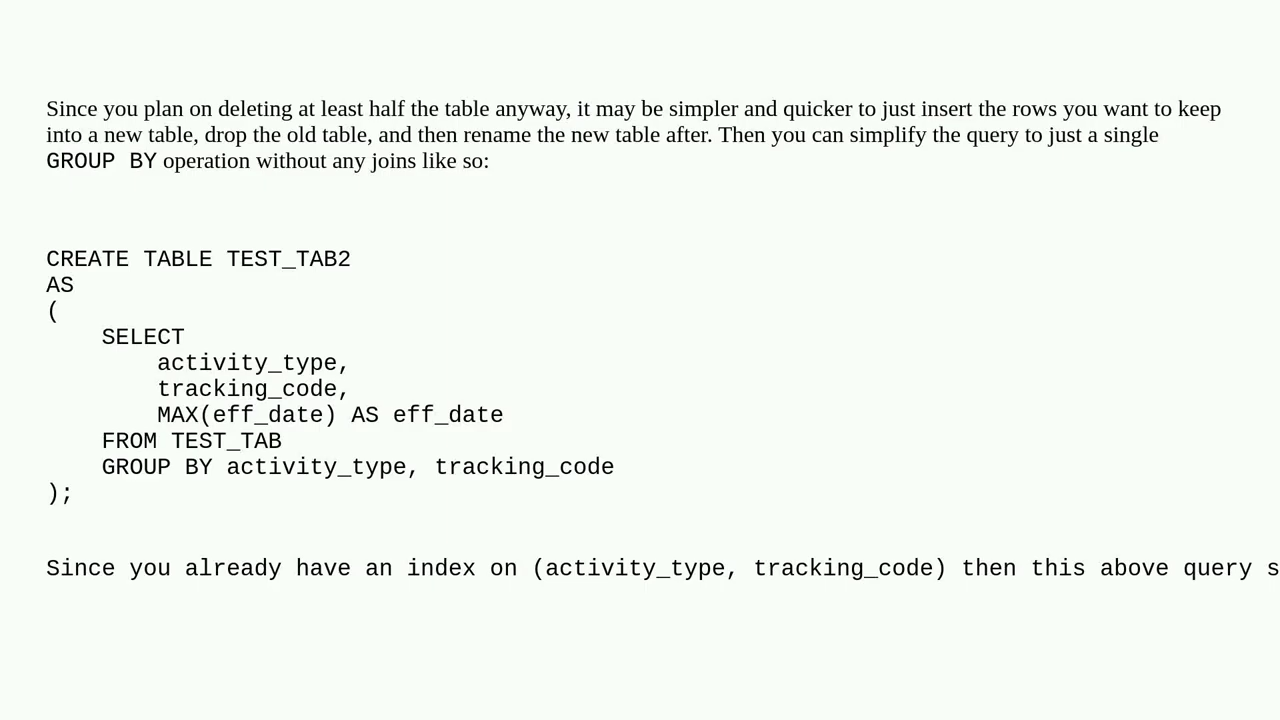 Since you plan on deleting at least half the table anyway, it may be simpler and quicker to just insert the rows you want to keep
into a new table, drop the old table, and then rename the new table after. Then you can simplify the query to just a single
GROUP BY operation without any joins like so:
CREATE TABLE TEST_TAB2
AS
(
    SELECT
        activity_type,
        tracking_code,
        MAX(eff_date) AS eff_date
    FROM TEST_TAB
    GROUP BY activity_type, tracking_code
);
Since you already have an index on (activity_type, tracking_code) then this above query